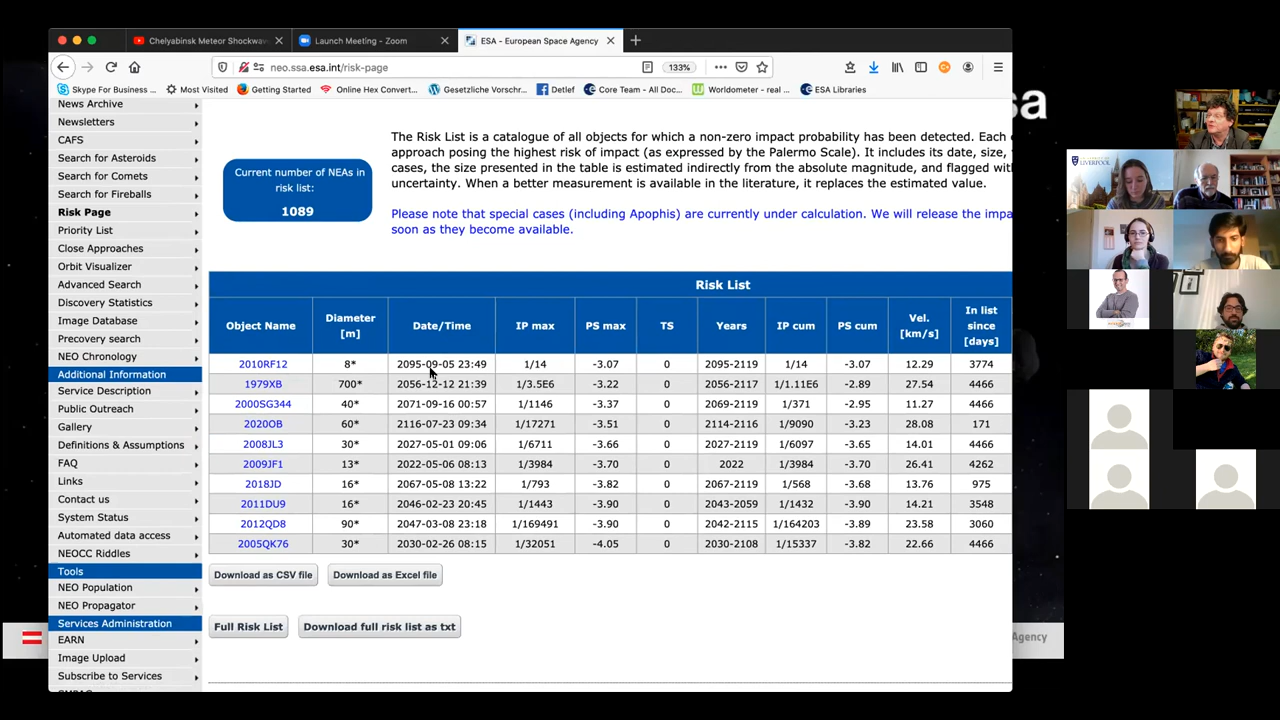 Chelyabinsk Meteor Shockwav
Launch Meeting - Zoom
ESA - European Space Agency
neo.ssa.esa.int/risk-page
133%
Skype For Business ...
Most Visited
Getting Started
Online Hex Convert...
Gesetzliche Vorschr...
Detlef
Core Team - All Doc...
Worldometer - real ...
ESA Libraries
News Archive
Newsletters
CAFS
Search for Asteroids
Search for Comets
Search for Fireballs
Risk Page
Priority List
Close Approaches
Orbit Visualizer
Advanced Search
Discovery Statistics
Image Database
Precovery search
NEO Chronology
Additional Information
Service Description
Public Outreach
Gallery
Definitions & Assumptions
FAQ
Links
Contact us
System Status
Automated data access
NEOCC Riddles
Tools
NEO Population
NEO Propagator
Services Administration
EARN
Image Upload
Subscribe to Services
Current number of NEAs in
risk list:
1089
The Risk List is a catalogue of all objects for which a non-zero impact probability has been detected. Each
approach posing the highest risk of impact (as expressed by the Palermo Scale). It includes its date, size,
cases, the size presented in the table is estimated indirectly from the absolute magnitude, and flagged with
uncertainty. When a better measurement is available in the literature, it replaces the estimated value.
Please note that special cases (including Apophis) are currently under calculation. We will release the impa
soon as they become available.
Risk List
Object Name Diameter [m] Date/Time IP max PS max TS Years IP cum PS cum Vel. [km/s] In list since [days]
2010RF12 8* 2095-09-05 23:49 1/14 -3.07 0 2095-2119 1/14 -3.07 12.29 3774
1979XB 700* 2056-12-12 21:39 1/3.5E6 -3.22 0 2056-2117 1/1.11E6 -2.89 27.54 4466
2000SG344 40* 2071-09-16 00:57 1/1146 -3.37 0 2069-2119 1/371 -2.95 11.27 4466
2020OB 60* 2116-07-23 09:34 1/17271 -3.51 0 2114-2116 1/9090 -3.23 28.08 171
2008JL3 30* 2027-05-01 09:06 1/6711 -3.66 0 2027-2119 1/6097 -3.65 14.01 4466
2009JF1 13* 2022-05-06 08:13 1/3984 -3.70 0 2022 1/3984 -3.70 26.41 4262
2018JD 16* 2067-05-08 13:22 1/793 -3.82 0 2067-2119 1/568 -3.68 13.76 975
2011DU9 16* 2046-02-23 20:45 1/1443 -3.90 0 2043-2059 1/1432 -3.90 14.21 3548
2012QD8 90* 2047-03-08 23:18 1/169491 -3.90 0 2042-2115 1/164203 -3.89 23.58 3060
2005QK76 30* 2030-02-26 08:15 1/32051 -4.05 0 2030-2108 1/15337 -3.82 22.66 4466
Download as CSV file
Download as Excel file
Full Risk List
Download full risk list as txt
sa
Agency
LIVERPOOL